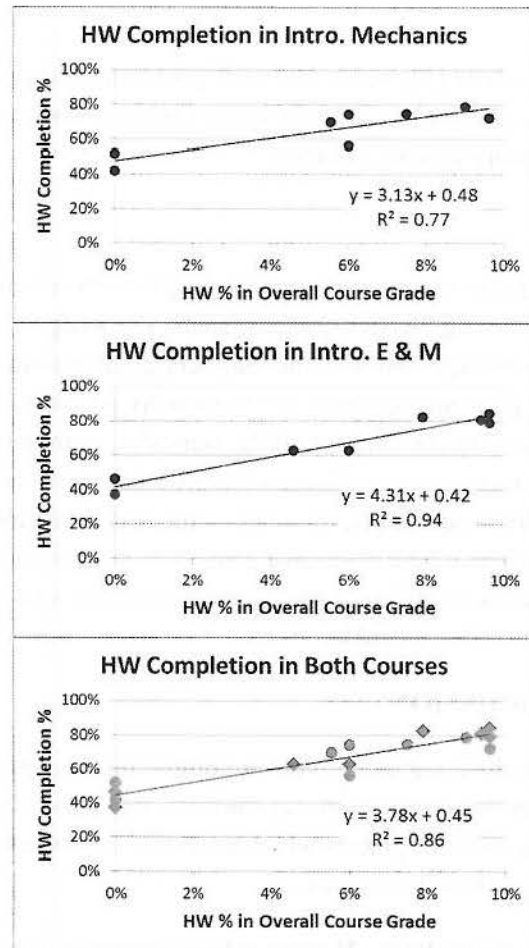 HW Completion in Intro. Mechanics
HW Completion %
100%
80%
60%
40%
20%
0%
y = 3.13x + 0.48
R² = 0.77
0% 2% 4% 6% 8% 10%
HW % in Overall Course Grade
HW Completion in Intro. E & M
HW Completion %
100%
80%
60%
40%
20%
0%
y = 4.31x + 0.42
R² = 0.94
0% 2% 4% 6% 8% 10%
HW % in Overall Course Grade
HW Completion in Both Courses
HW Completion %
100%
80%
60%
40%
20%
0%
y = 3.78x + 0.45
R² = 0.86
0% 2% 4% 6% 8% 10%
HW % in Overall Course Grade